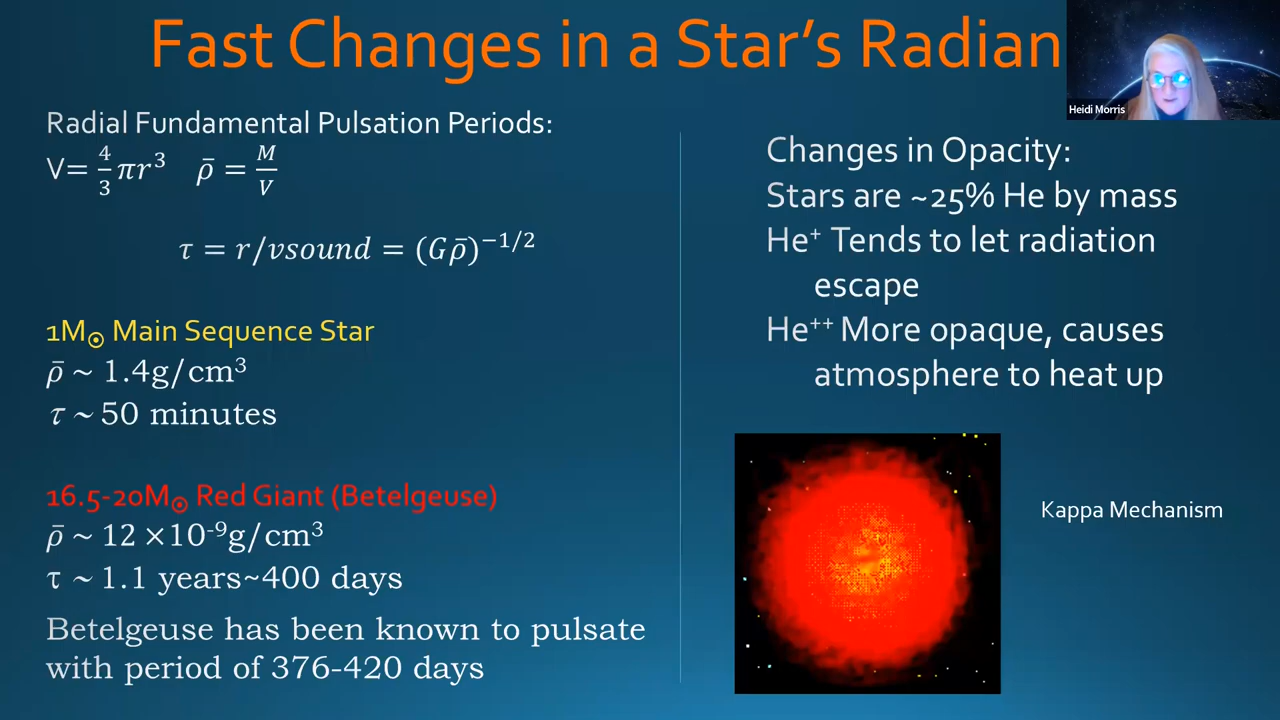 Fast Changes in a Star's Radian
Heidi Morris
Radial Fundamental Pulsation Periods:
V= 4/3 πr³ ρ̄ = M/V
τ = r/vsound = (Gρ̄)^−1/2
1M☉ Main Sequence Star
ρ̄ ~ 1.4g/cm³
τ ~ 50 minutes
16.5-20M☉ Red Giant (Betelgeuse)
ρ̄ ~ 12 ×10⁻⁹g/cm³
τ ~ 1.1 years~400 days
Betelgeuse has been known to pulsate
with period of 376-420 days
Changes in Opacity:
Stars are ~25% He by mass
He⁺ Tends to let radiation
escape
He⁺⁺ More opaque, causes
atmosphere to heat up
Kappa Mechanism